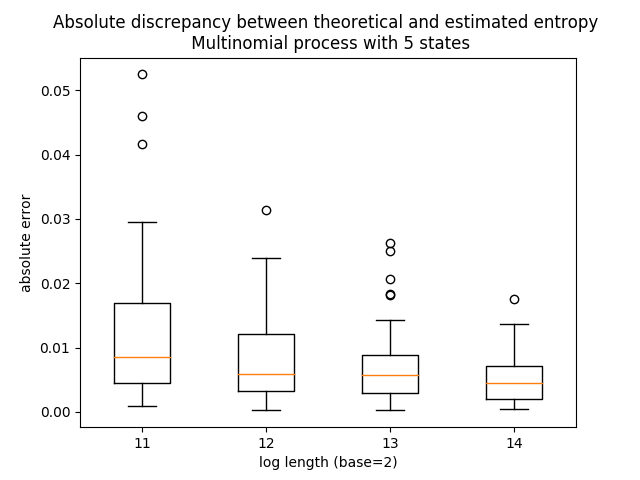 Absolute discrepancy between theoretical and estimated entropy
Multinomial process with 5 states
0.05
0.04
0.03
0.02
0.01
0.00
absolute error
11 12 13 14
log length (base=2)